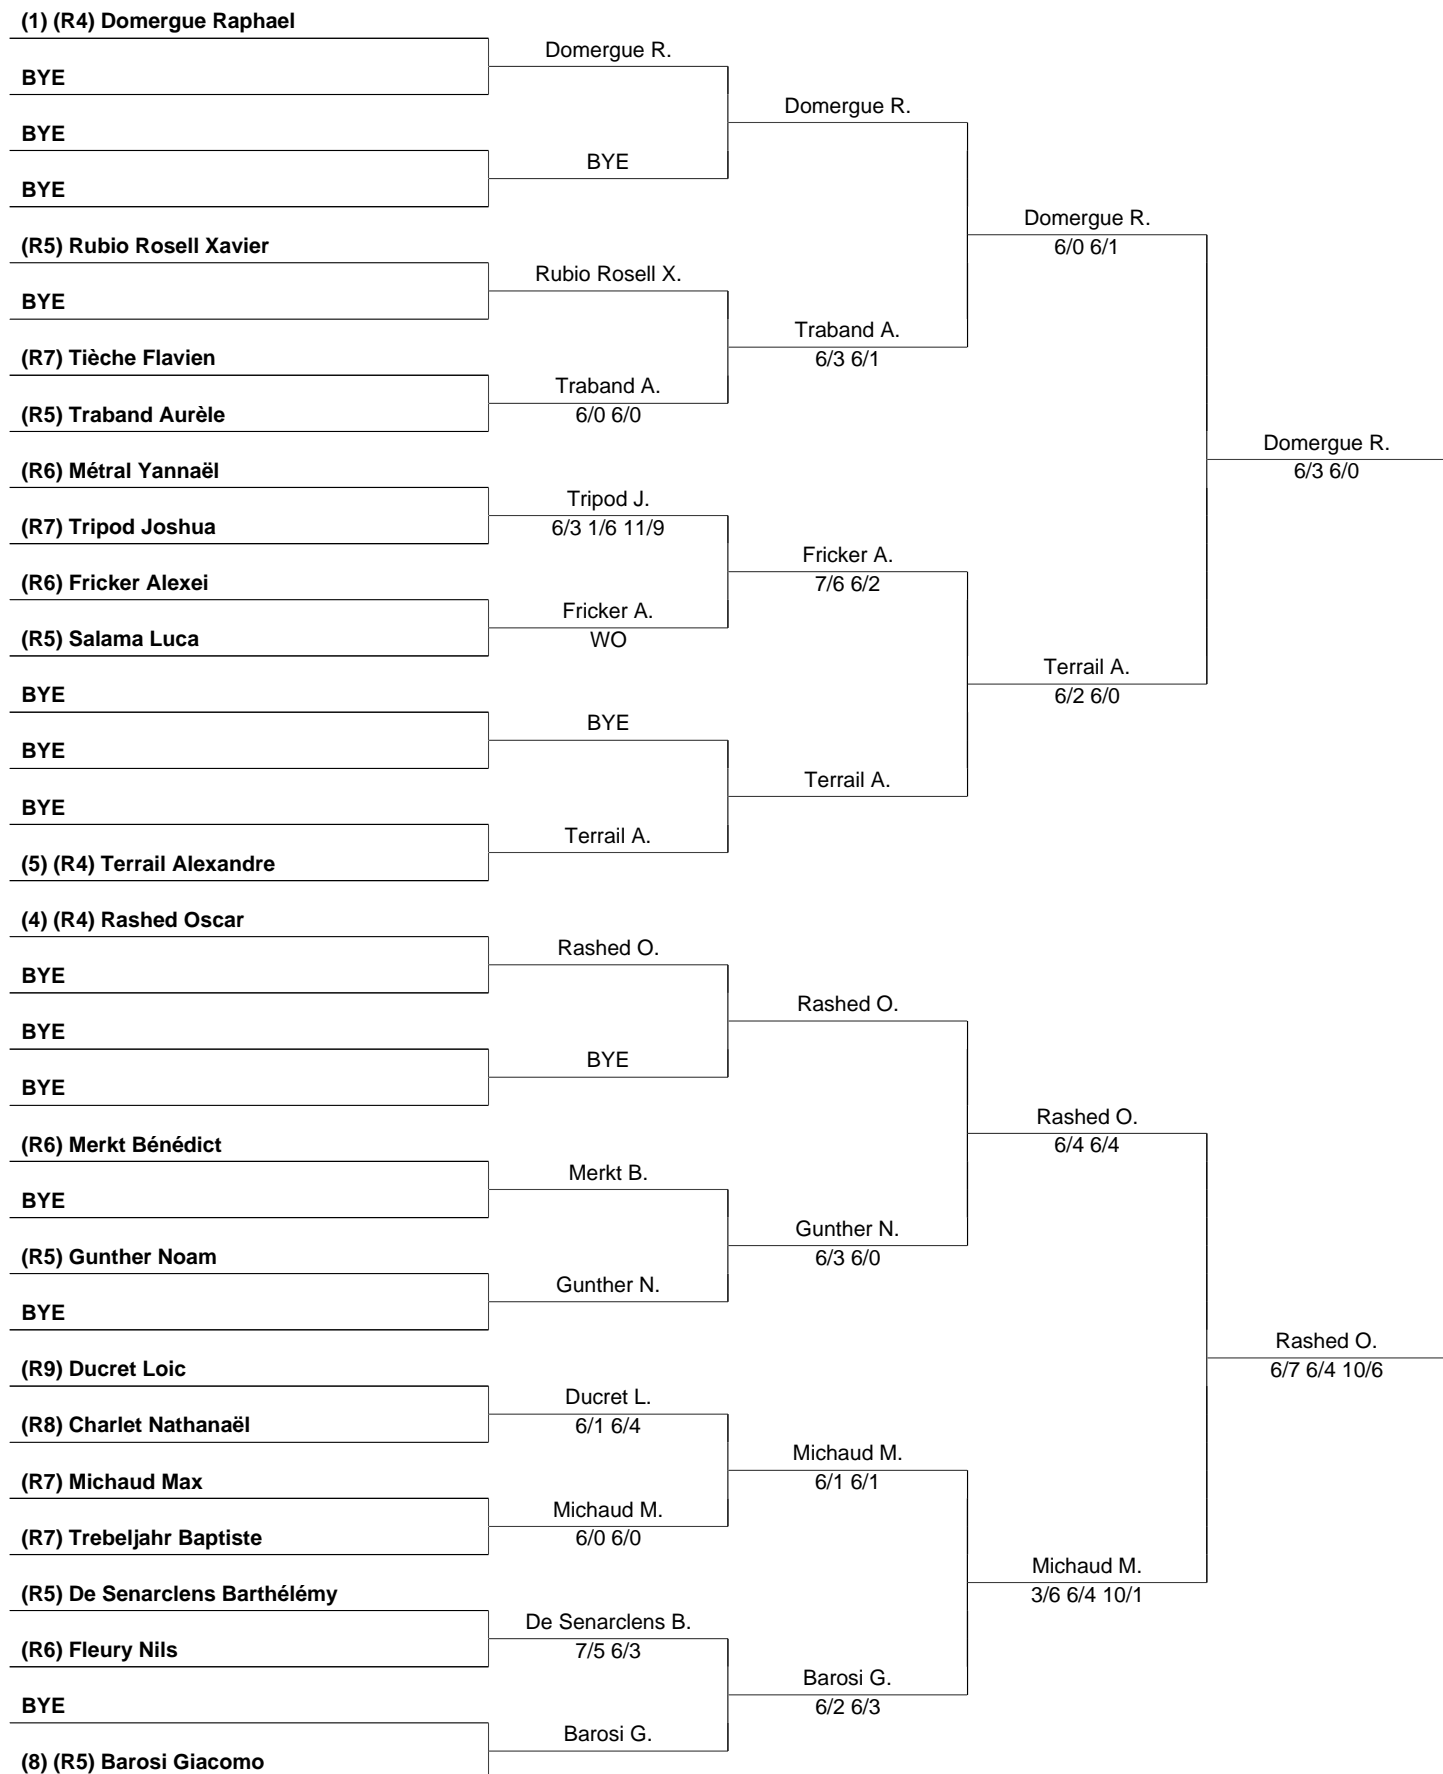 (1) (R4) Domergue Raphael
Domergue R.
BYE
Domergue R.
BYE
BYE
BYE
Domergue R.
6/0 6/1
(R5) Rubio Rosell Xavier
Rubio Rosell X.
BYE
Traband A.
6/3 6/1
(R7) Tièche Flavien
Traband A.
6/0 6/0
(R5) Traband Aurèle
Domergue R.
6/3 6/0
(R6) Métral Yannaël
Tripod J.
6/3 1/6 11/9
(R7) Tripod Joshua
Fricker A.
7/6 6/2
(R6) Fricker Alexei
Fricker A.
WO
(R5) Salama Luca
Terrail A.
6/2 6/0
BYE
BYE
BYE
Terrail A.
BYE
Terrail A.
(5) (R4) Terrail Alexandre
(4) (R4) Rashed Oscar
Rashed O.
BYE
Rashed O.
BYE
BYE
BYE
Rashed O.
6/4 6/4
(R6) Merkt Bénédict
Merkt B.
BYE
Gunther N.
6/3 6/0
(R5) Gunther Noam
Gunther N.
BYE
Rashed O.
6/7 6/4 10/6
(R9) Ducret Loic
Ducret L.
6/1 6/4
(R8) Charlet Nathanaël
Michaud M.
6/1 6/1
(R7) Michaud Max
Michaud M.
6/0 6/0
(R7) Trebeljahr Baptiste
Michaud M.
3/6 6/4 10/1
(R5) De Senarclens Barthélémy
De Senarclens B.
7/5 6/3
(R6) Fleury Nils
Barosi G.
6/2 6/3
BYE
Barosi G.
(8) (R5) Barosi Giacomo